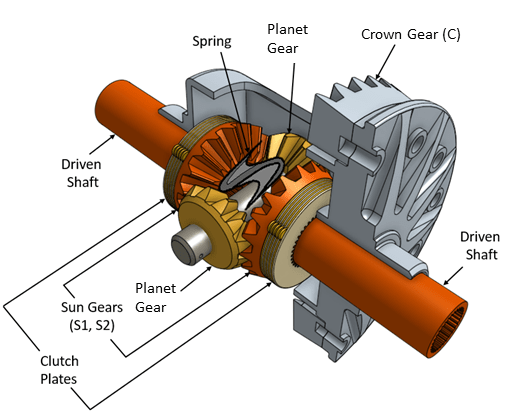 Spring
Planet
Gear
Crown Gear (C)
Driven
Shaft
Driven
Shaft
Planet
Gear
Sun Gears
(S1, S2)
Clutch
Plates